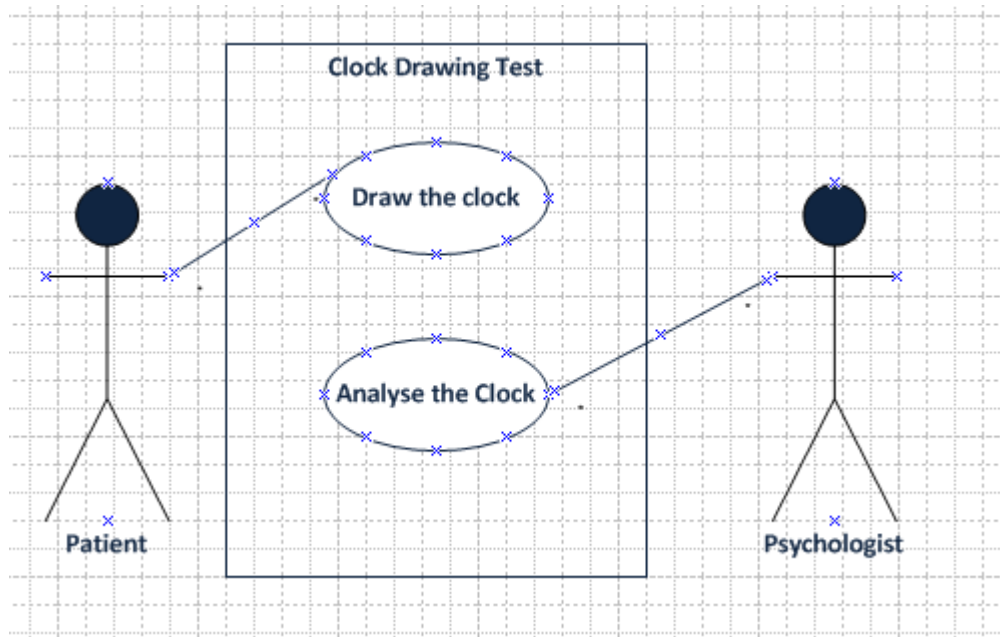 Clock Drawing Test
Draw the clock
Analyse the Clock
Patient
Psychologist